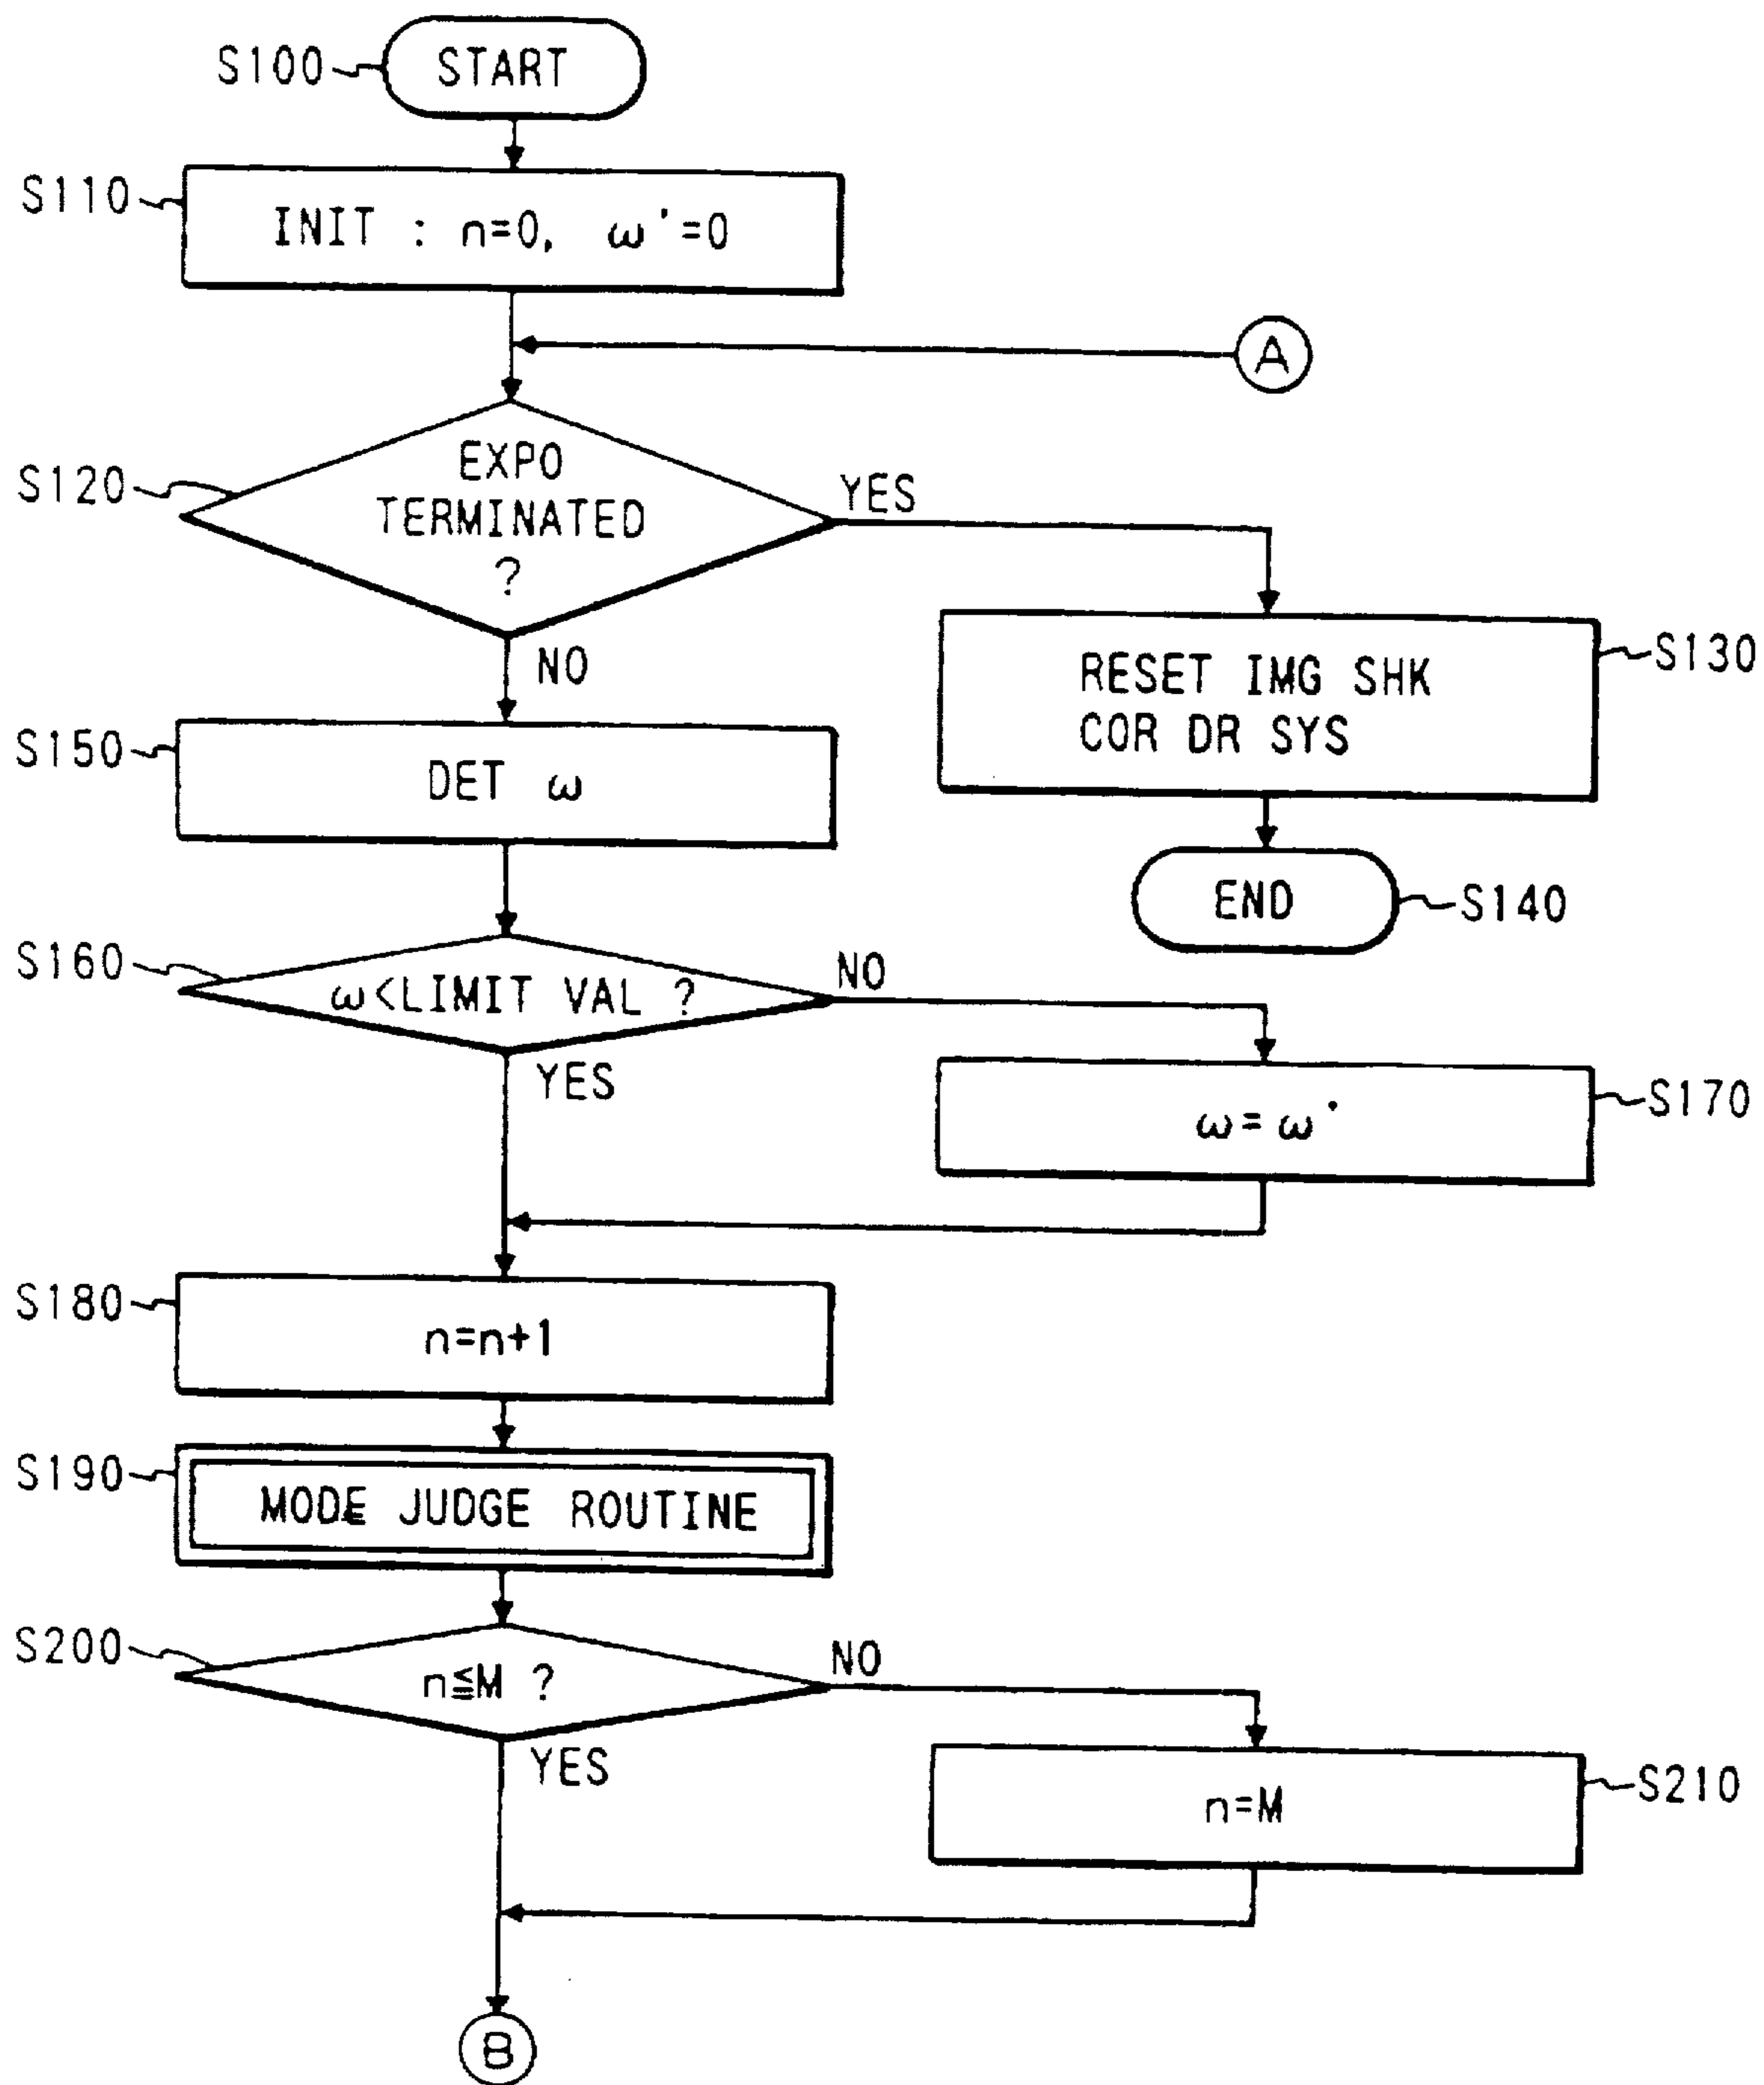 S100
START
S110
INIT : n=0, ω'=0
A
S120
EXPO
TERMINATED
?
YES
NO
S130
RESET IMG SHK
COR DR SYS
S150
DET ω
END
S140
S160
ω<LIMIT VAL ?
NO
YES
S170
ω=ω'
S180
n=n+1
S190
MODE JUDGE ROUTINE
S200
n≦M ?
NO
YES
S210
n=M
B